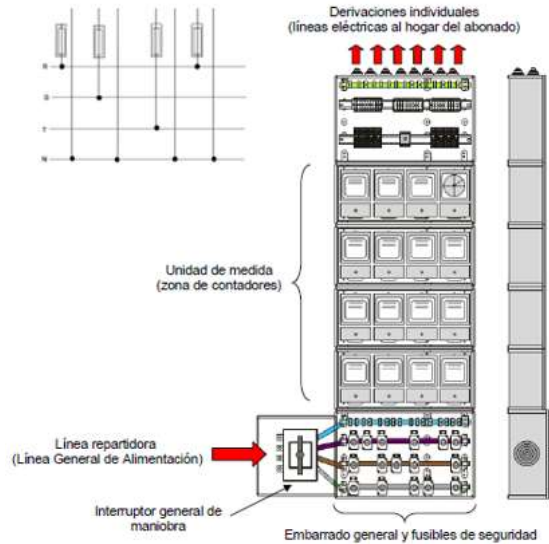 Derivaciones individuales
(líneas eléctricas al hogar del abonado)
R
S
T
N
Unidad de medida
(zona de contadores)
Línea repartidora
(Línea General de Alimentación)
Interruptor general de
maniobra
Embarrado general y fusibles de seguridad